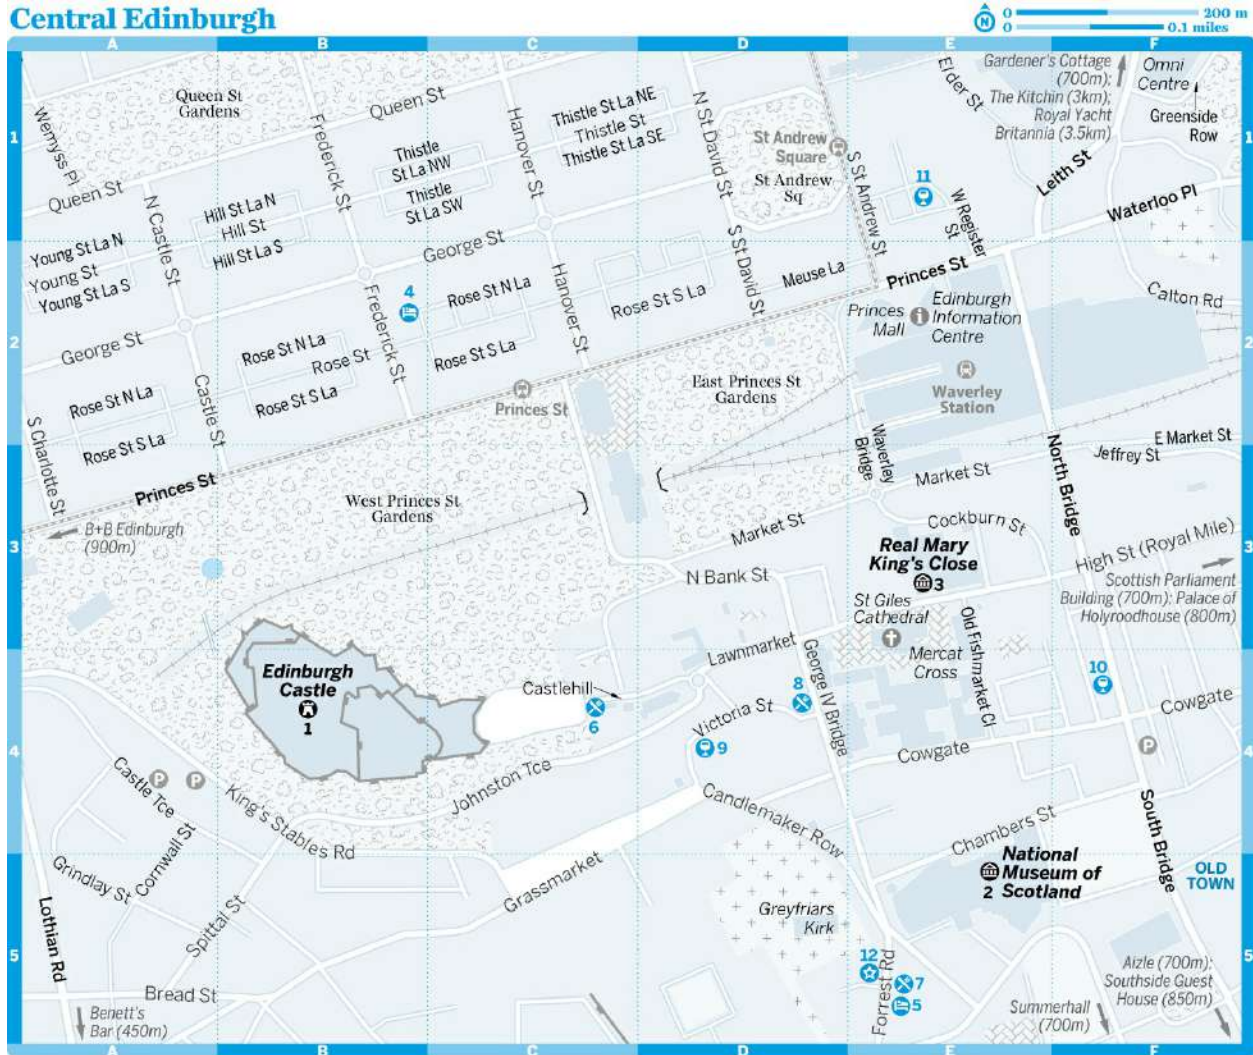 Central Edinburgh
N
0 200 m
0 0.1 miles
A B C D E F
1
Queen St
Gardens
Queen St
Wemyss Pl
Queen St
Frederick St
Hanover St
Thistle St La NE
Thistle St
Thistle St La SE
Thistle
St La NW
Thistle
St La SW
N St David St
St Andrew
Square
St Andrew
Sq
S St Andrew St
Elder St
Gardener's Cottage
(700m);
The Kitchin (3km);
Royal Yacht
Britannia (3.5km)
Omni
Centre
Greenside
Row
1
Leith St
Waterloo Pl
11
W Register
St
N Castle St
Hill St La N
Hill St
Hill St La S
Young St La N
Young St
Young St La S
George St
S St David St
Meuse La
Princes St
Calton Rd
2
George St
4
Frederick St
Hanover St
Rose St N La
Rose St S La
Princes
Mall
Edinburgh
Information
Centre
2
Rose St N La
Rose St
Rose St S La
Rose St S La
Castle St
Rose St N La
Rose St S La
S Charlotte St
Princes St
East Princes St
Gardens
Waverley
Station
Waverley
Bridge
North Bridge
E Market St
Jeffrey St
Market St
Princes St
West Princes St
Gardens
B+B Edinburgh
(900m)
3
Market St
Cockburn St
Real Mary
King's Close
3
High St (Royal Mile)
3
N Bank St
Scottish Parliament
Building (700m); Palace of
Holyroodhouse (800m)
St Giles
Cathedral
Mercat
Cross
Old Fishmarket Cl
Lawnmarket
George IV Bridge
Edinburgh
Castle
1
Castlehill
6
8
Victoria St
9
10
Cowgate
Cowgate
4
4
P P
P
Castle Tce
King's Stables Rd
Johnston Tce
Candlemaker Row
Chambers St
South Bridge
Cornwall St
Grindlay St
Grassmarket
National
Museum of
Scotland
2
OLD
TOWN
Lothian Rd
Spittal St
Greyfriars
Kirk
5
Bread St
Benett's
Bar (450m)
12
7
5
Forrest Rd
Summerhall
(700m)
Aizle (700m);
Southside Guest
House (850m)
5
A B C D E F